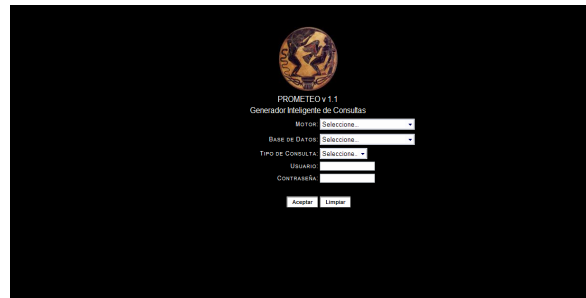 PROMETEO v 1.1
Generador Inteligente de Consultas
MOTOR: Seleccione...
BASE DE DATOS: Seleccione...
TIPO DE CONSULTA: Seleccione..
USUARIO:
CONTRASEÑA:
Aceptar Limpiar